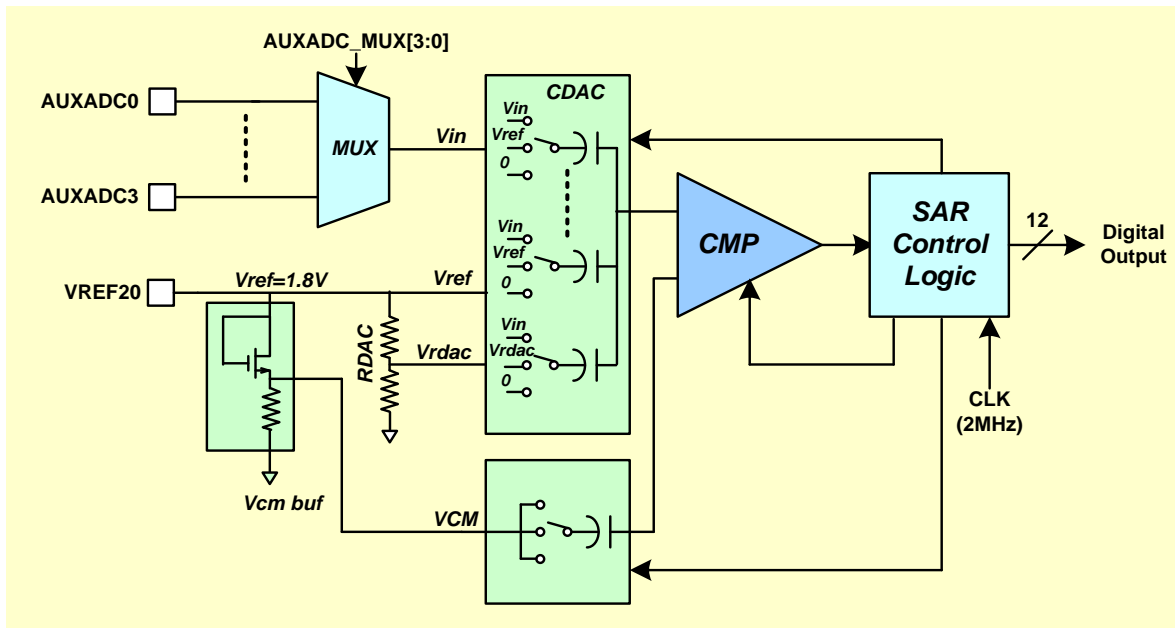 AUXADC_MUX[3:0]
AUXADC0
AUXADC3
MUX
Vin
CDAC
Vin
Vref
0
Vin
Vref
0
Vin
Vrdac
0
VREF20
Vref=1.8V
Vref
RDAC
Vrdac
Vcm buf
VCM
CMP
SAR
Control
Logic
12
Digital
Output
CLK
(2MHz)